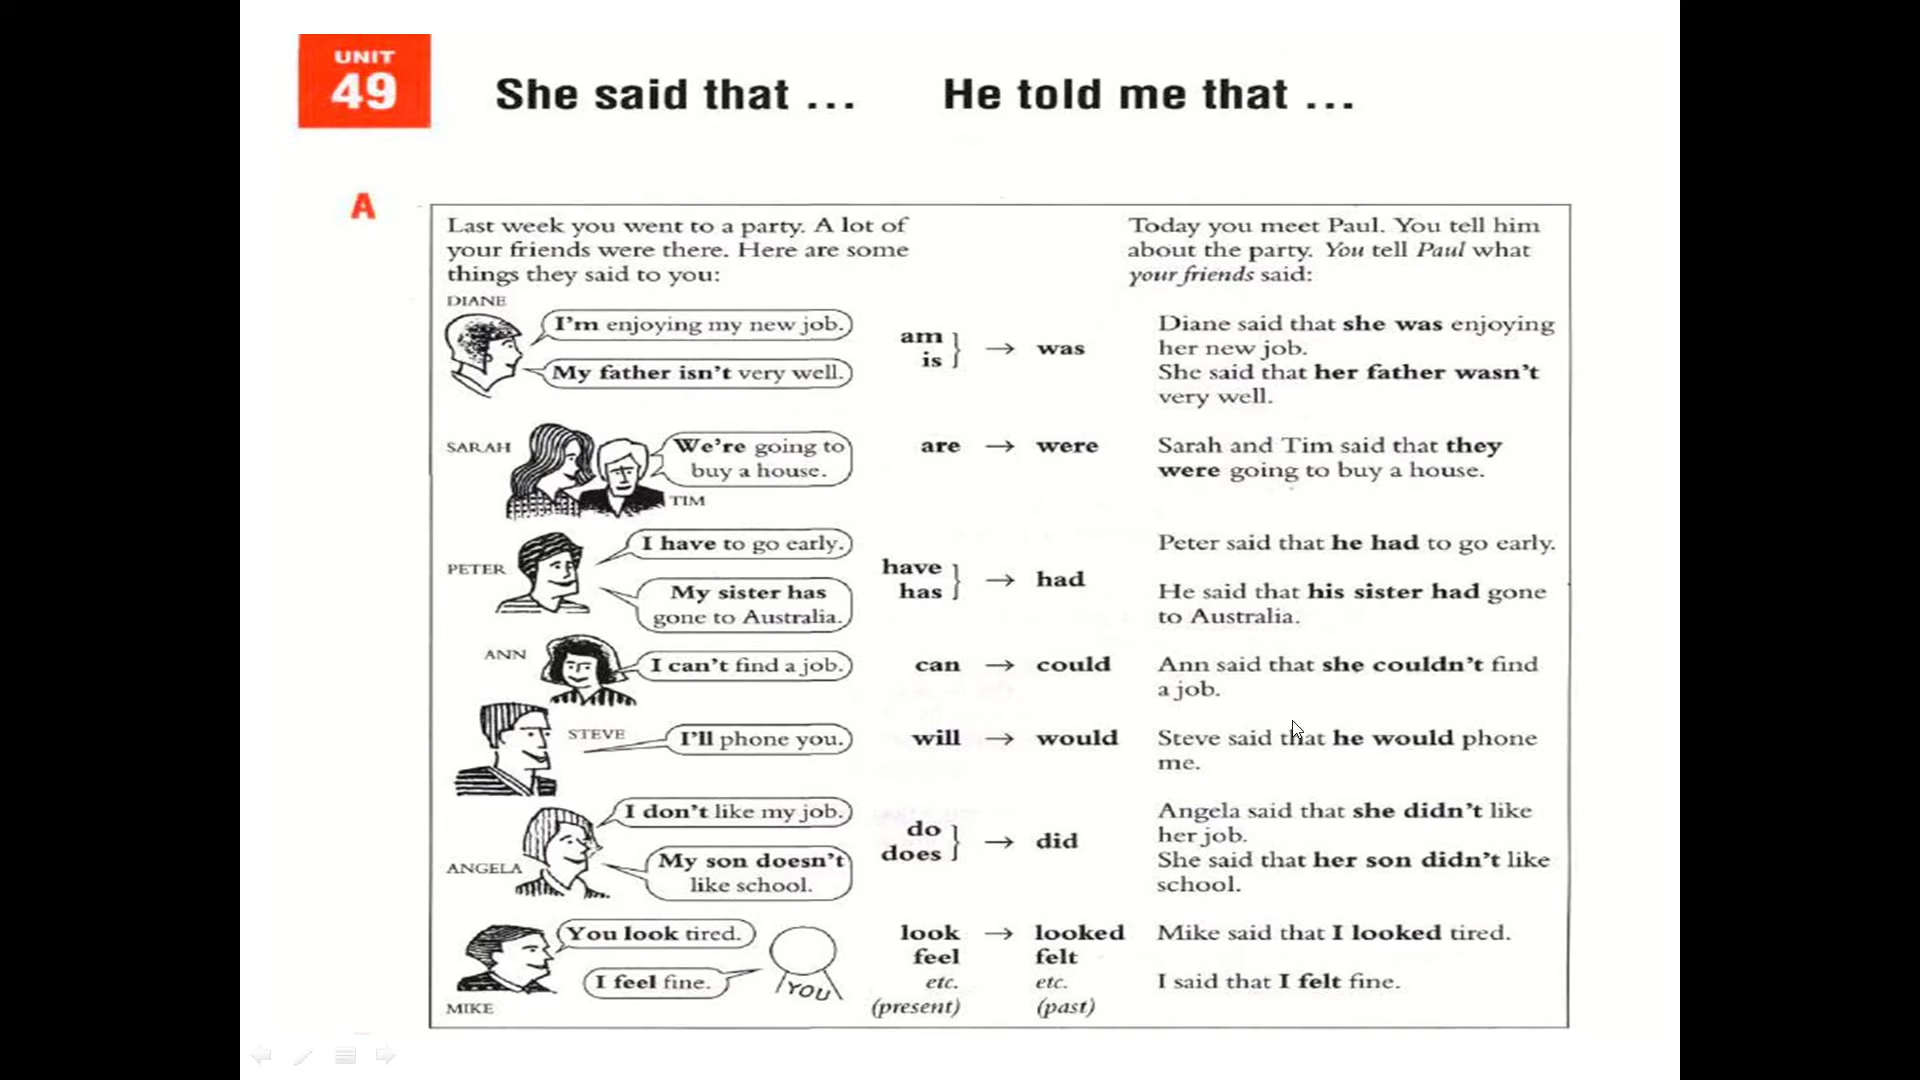 UNIT
49
She said that ... He told me that ...
A
Last week you went to a party. A lot of
your friends were there. Here are some
things they said to you:
Today you meet Paul. You tell him
about the party. You tell Paul what
your friends said:
DIANE
I'm enjoying my new job.
My father isn't very well.
am
is
→ was
Diane said that she was enjoying
her new job.
She said that her father wasn't
very well.
SARAH
TIM
We're going to
buy a house.
are → were
Sarah and Tim said that they
were going to buy a house.
PETER
I have to go early.
My sister has
gone to Australia.
have
has
→ had
Peter said that he had to go early.
He said that his sister had gone
to Australia.
ANN
I can't find a job.
can → could
Ann said that she couldn't find
a job.
STEVE
I'll phone you.
will → would
Steve said that he would phone
me.
ANGELA
I don't like my job.
My son doesn't
like school.
do
does
→ did
Angela said that she didn't like
her job.
She said that her son didn't like
school.
MIKE
You look tired.
I feel fine.
YOU
look → looked
feel felt
etc. etc.
(present) (past)
Mike said that I looked tired.
I said that I felt fine.